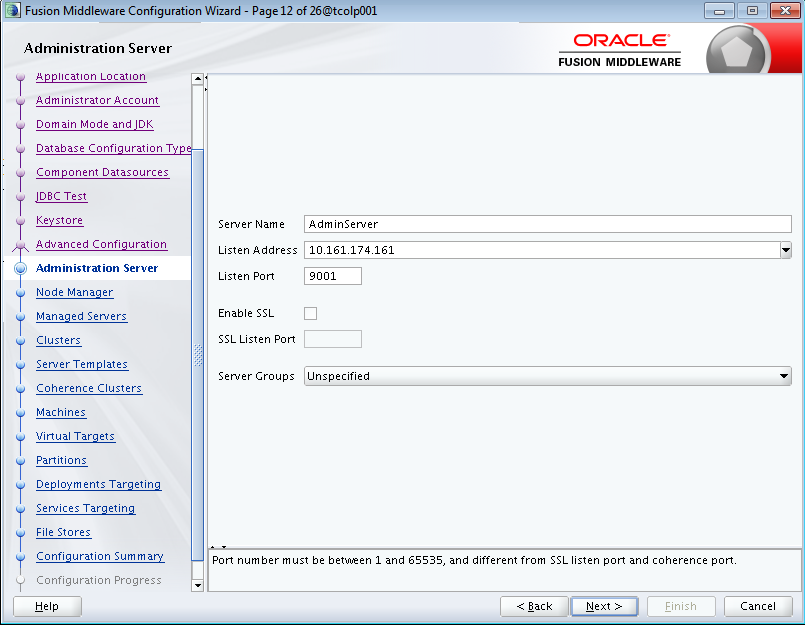 Fusion Middleware Configuration Wizard - Page 12 of 26@tcolp001
Administration Server
ORACLE
FUSION MIDDLEWARE
Application Location
Administrator Account
Domain Mode and JDK
Database Configuration Type
Component Datasources
JDBC Test
Keystore
Advanced Configuration
Administration Server
Node Manager
Managed Servers
Clusters
Server Templates
Coherence Clusters
Machines
Virtual Targets
Partitions
Deployments Targeting
Services Targeting
File Stores
Configuration Summary
Configuration Progress
Server Name AdminServer
Listen Address 10.161.174.161
Listen Port 9001
Enable SSL
SSL Listen Port
Server Groups Unspecified
Port number must be between 1 and 65535, and different from SSL listen port and coherence port.
Help < Back Next > Finish Cancel